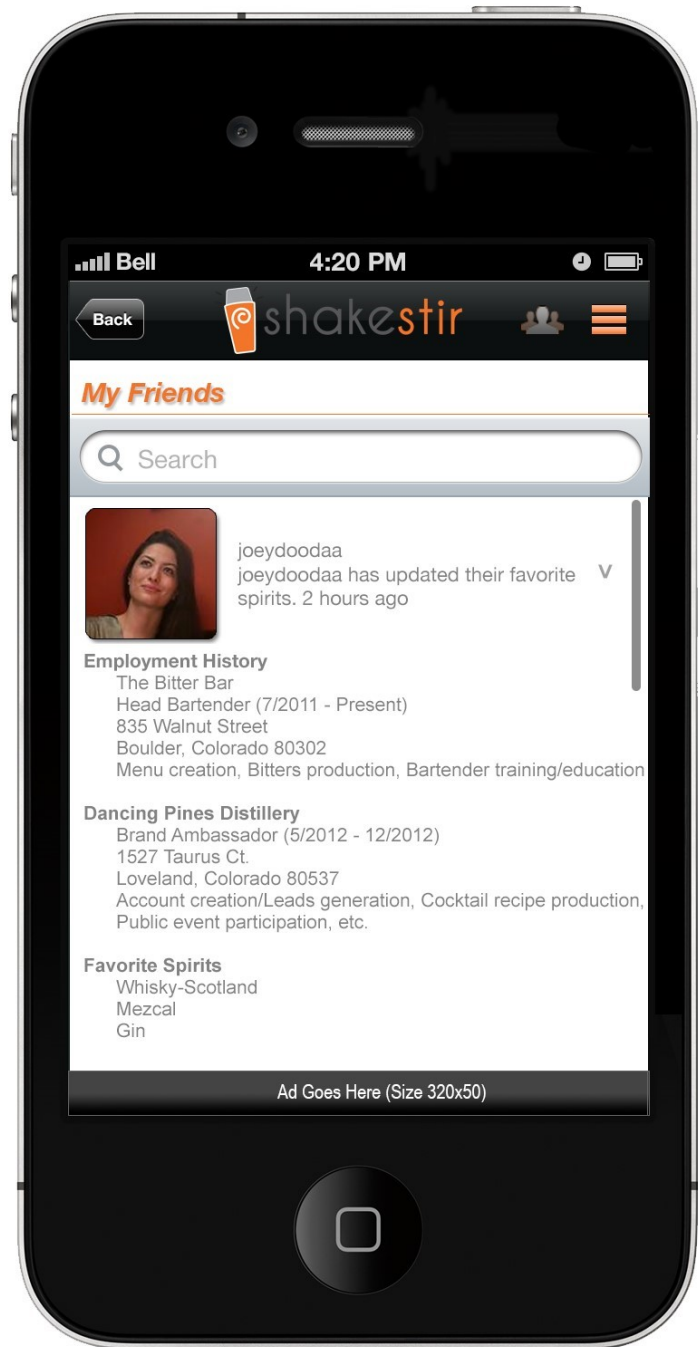 Bell 4:20 PM
Back shakestir
My Friends
Search
joeydoodaa
joeydoodaa has updated their favorite
spirits. 2 hours ago
Employment History
The Bitter Bar
Head Bartender (7/2011 - Present)
835 Walnut Street
Boulder, Colorado 80302
Menu creation, Bitters production, Bartender training/education
Dancing Pines Distillery
Brand Ambassador (5/2012 - 12/2012)
1527 Taurus Ct.
Loveland, Colorado 80537
Account creation/Leads generation, Cocktail recipe production,
Public event participation, etc.
Favorite Spirits
Whisky-Scotland
Mezcal
Gin
Ad Goes Here (Size 320x50)